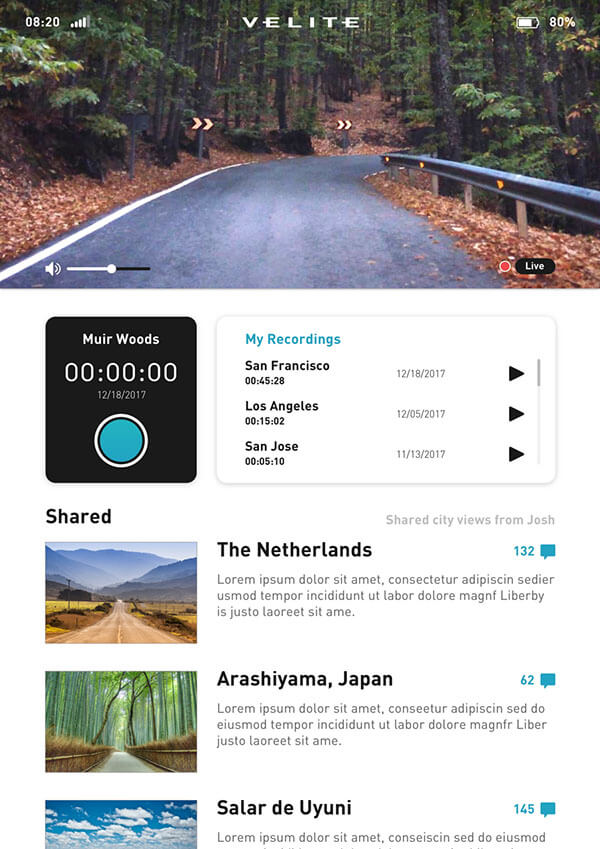 08:20
VELITE
80%
Live
Muir Woods
00:00:00
12/18/2017
My Recordings
San Francisco
00:45:28
12/18/2017
Los Angeles
00:15:02
12/05/2017
San Jose
00:05:10
11/13/2017
Shared
Shared city views from Josh
The Netherlands
132
Lorem ipsum dolor sit amet, consectetur adipiscin sedier
usmod tempor incididunt ut labor dolore magnf Liberby
is justo laoreet sit ame.
Arashiyama, Japan
62
Lorem ipsum dolor sit amet, conseetur adipiscin sed do
eiusmod tempor incididunt ut labor dolore magnfr Liber
justo laoreet sit ame.
Salar de Uyuni
145
Lorem ipsum dolor sit amet, conseiscin sed do eiusmod